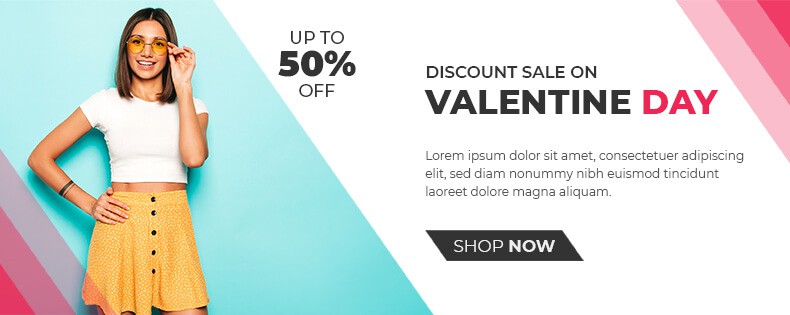 UP TO
50%
OFF
DISCOUNT SALE ON
VALENTINE DAY
Lorem ipsum dolor sit amet, consectetuer adipiscing
elit, sed diam nonummy nibh euismod tincidunt
laoreet dolore magna aliquam.
SHOP NOW